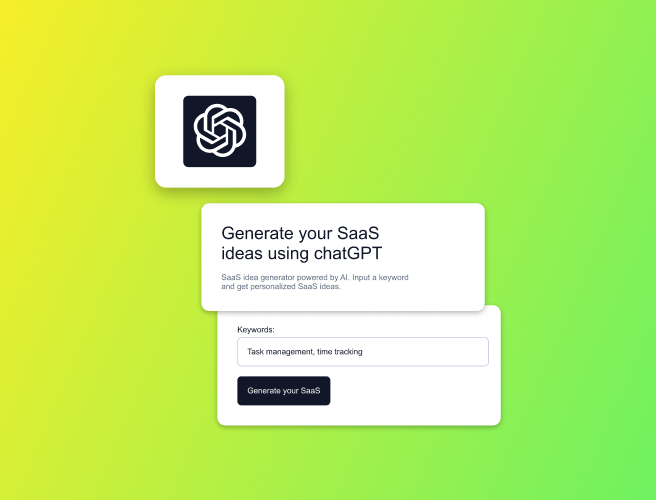 Generate your SaaS
ideas using chatGPT
SaaS idea generator powered by AI. Input a keyword
and get personalized SaaS ideas.
Keywords:
Task management, time tracking
Generate your SaaS